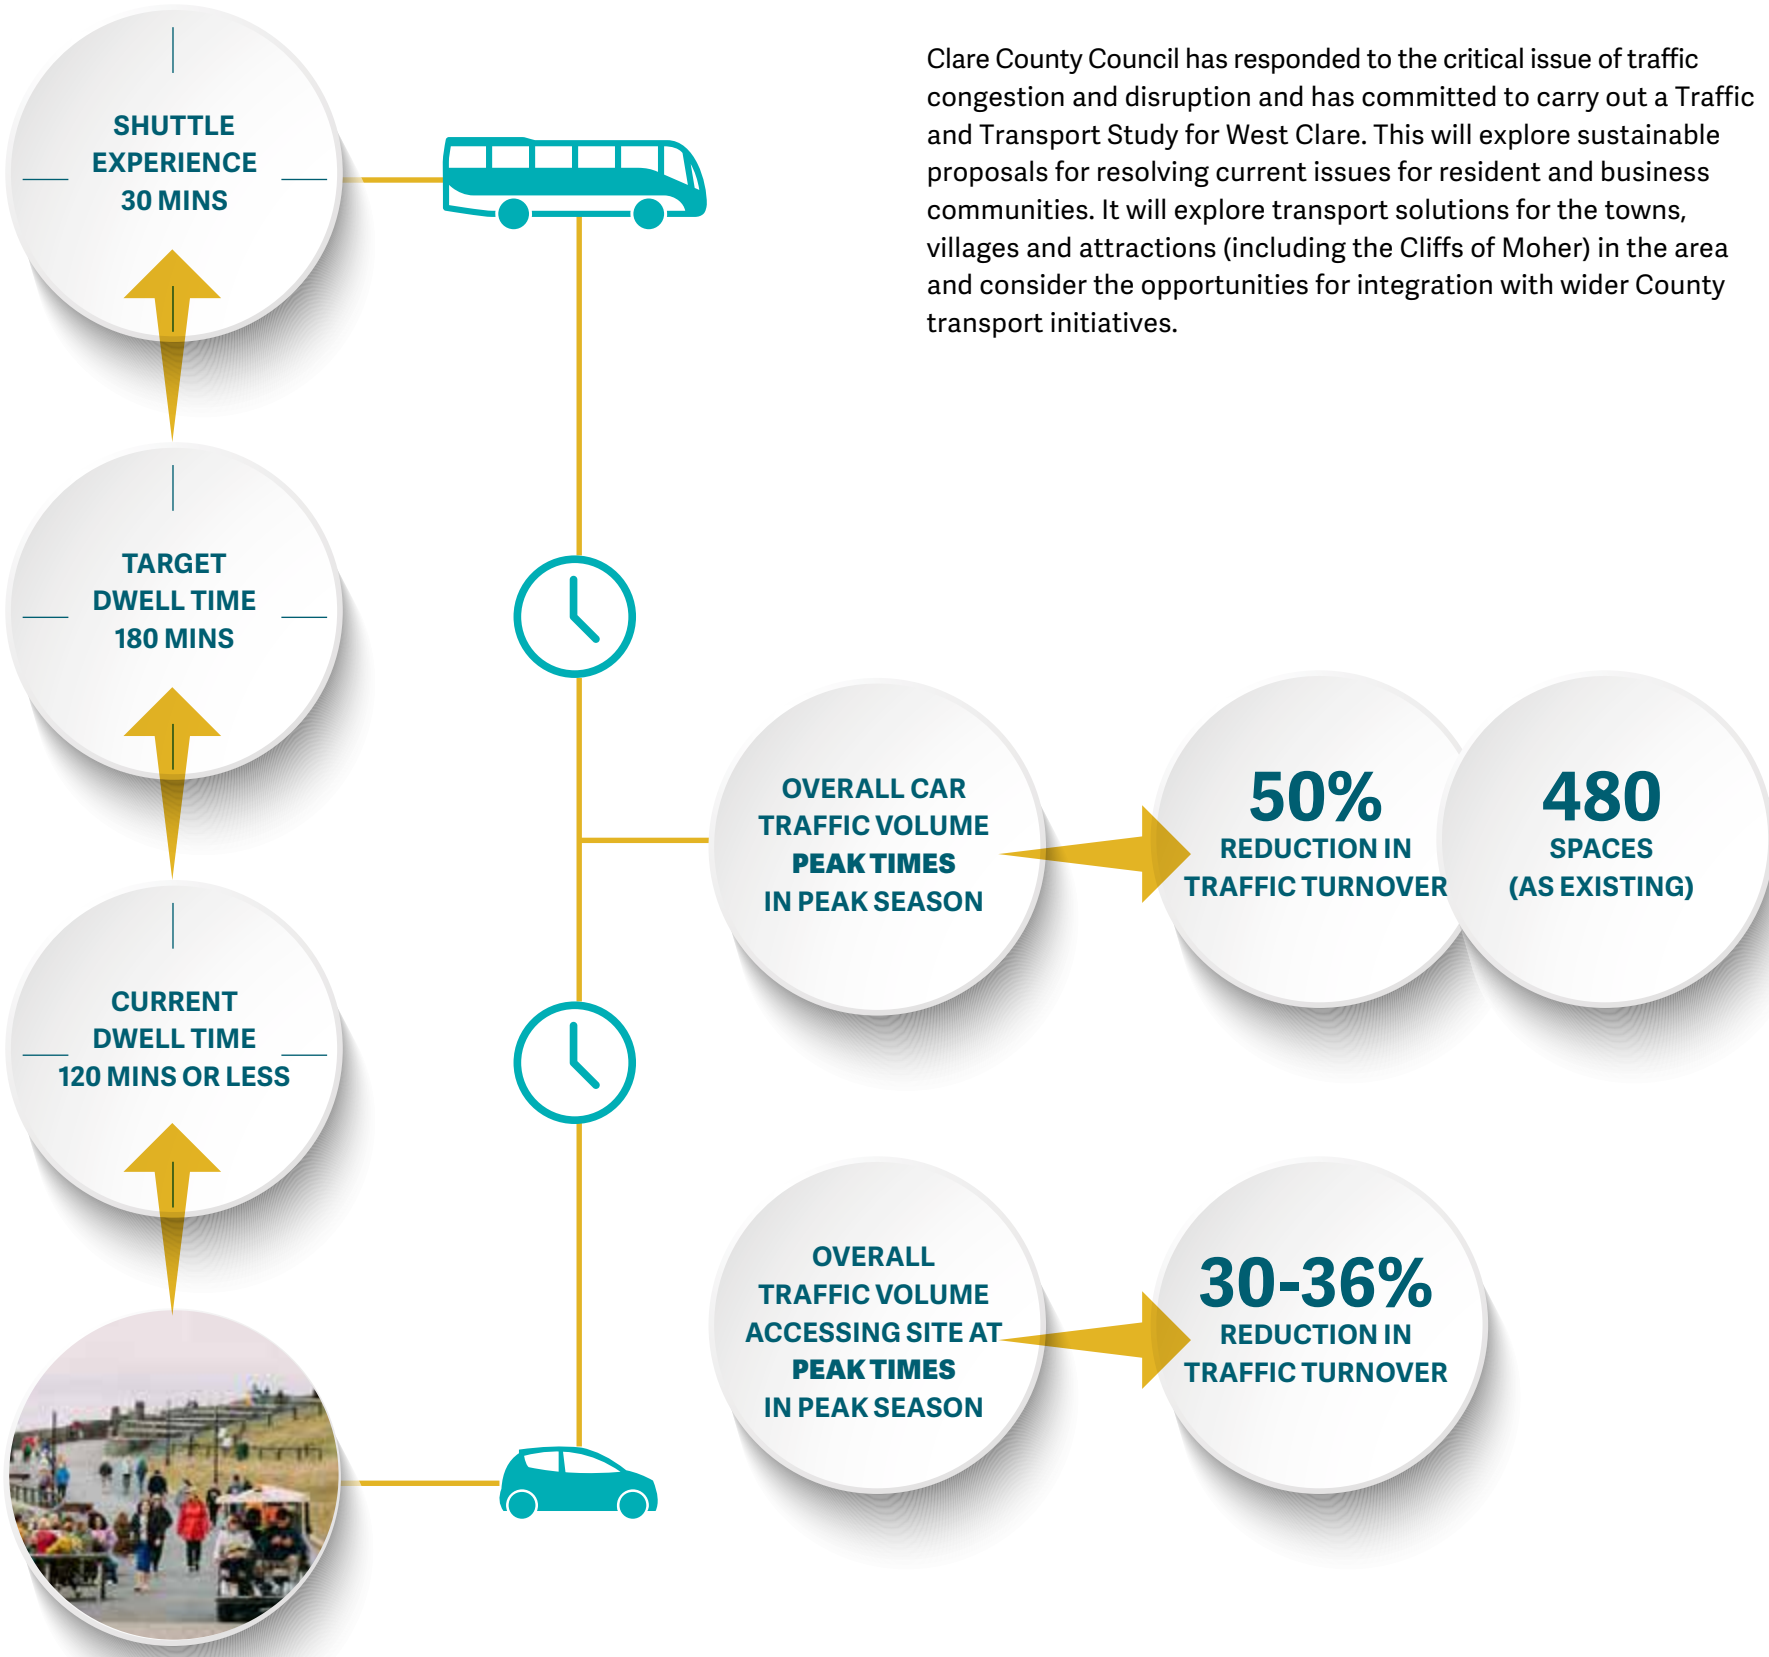 Clare County Council has responded to the critical issue of traffic
congestion and disruption and has committed to carry out a Traffic
and Transport Study for West Clare. This will explore sustainable
proposals for resolving current issues for resident and business
communities. It will explore transport solutions for the towns,
villages and attractions (including the Cliffs of Moher) in the area
and consider the opportunities for integration with wider County
transport initiatives.
SHUTTLE
EXPERIENCE
30 MINS
TARGET
DWELL TIME
180 MINS
CURRENT
DWELL TIME
120 MINS OR LESS
OVERALL CAR
TRAFFIC VOLUME
PEAK TIMES
IN PEAK SEASON
50%
REDUCTION IN
TRAFFIC TURNOVER
480
SPACES
(AS EXISTING)
OVERALL
TRAFFIC VOLUME
ACCESSING SITE AT
PEAK TIMES
IN PEAK SEASON
30-36%
REDUCTION IN
TRAFFIC TURNOVER